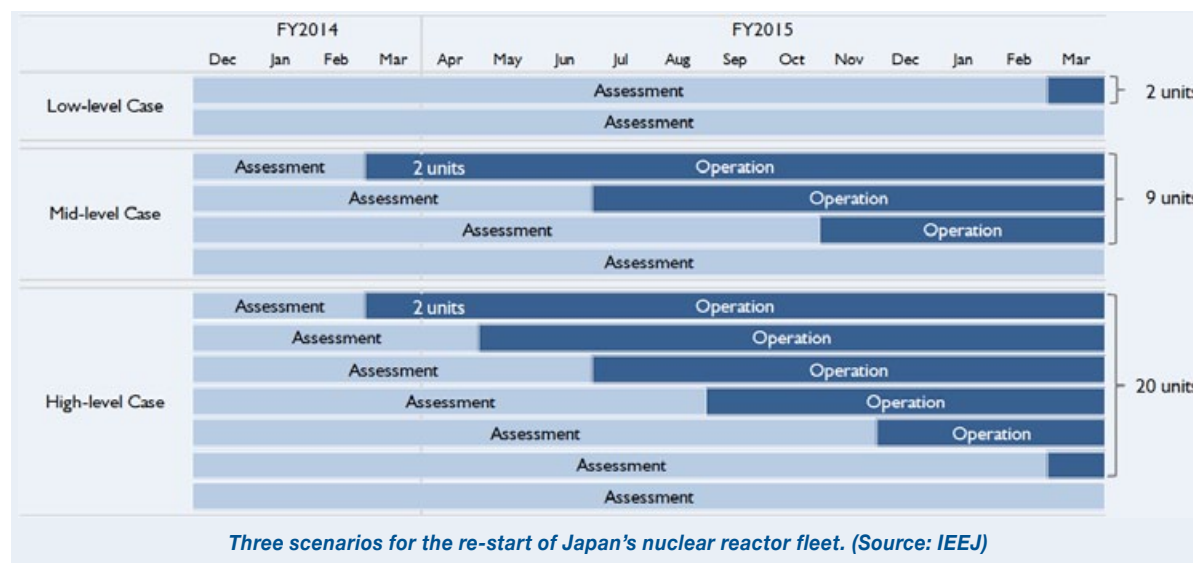 FY2014 FY2015
Dec Jan Feb Mar Apr May Jun Jul Aug Sep Oct Nov Dec Jan Feb Mar
Low-level Case
Assessment
2 units
Assessment
Mid-level Case
Assessment 2 units Operation
Assessment Operation
9 units
Assessment Operation
Assessment
High-level Case
Assessment 2 units Operation
Assessment Operation
Assessment Operation
20 units
Assessment Operation
Assessment Operation
Assessment
Assessment
Three scenarios for the re-start of Japan's nuclear reactor fleet. (Source: IEEJ)